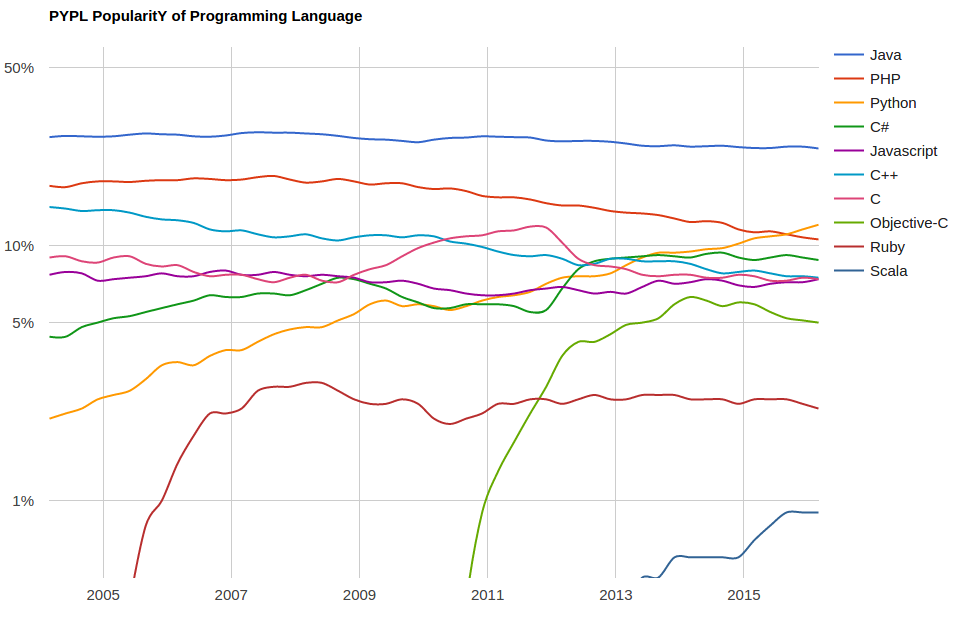 PYPL PopularitY of Programming Language
50%
10%
5%
1%
2005 2007 2009 2011 2013 2015
Java
PHP
Python
C#
Javascript
C++
C
Objective-C
Ruby
Scala